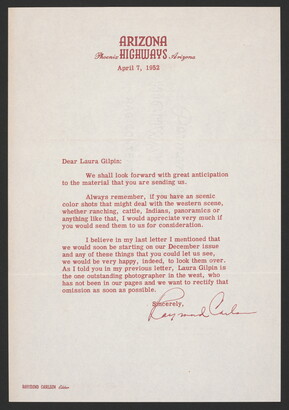 ARIZONA
Phoenix HIGHWAYS Arizona
April 7, 1952
Dear Laura Gilpin:
We shall look forward with great anticipation
to the material that you are sending us.
Always remember, if you have an scenic
color shots that might deal with the western scene,
whether ranching, cattle, Indians, panoramics or
anything like that, I would appreciate very much if
you would send them to us for consideration.
I believe in my last letter I mentioned that
we would soon be starting on our December issue
and any of these things that you could let us see,
we would be very happy, indeed, to look them over.
As I told you in my previous letter, Laura Gilpin is
the one outstanding photographer in the west, who
has not been in our pages and we want to rectify that
omission as soon as possible.
Sincerely,
Raymond Carlson
RAYMOND CARLSON Editor